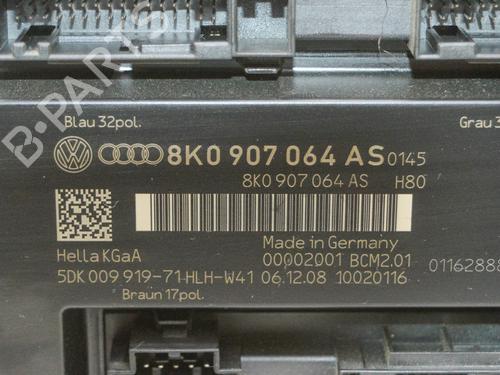 B-PARTS
Blau 32pol.
Grau 3
8K0 907 064 AS 0145
8K0 907 064 AS H80
Hella KGaA
Made in Germany
00002001 BCM2.01
0116288
5DK 009 919-71 HLH-W41 06.12.08 10020116
Braun 17pol.